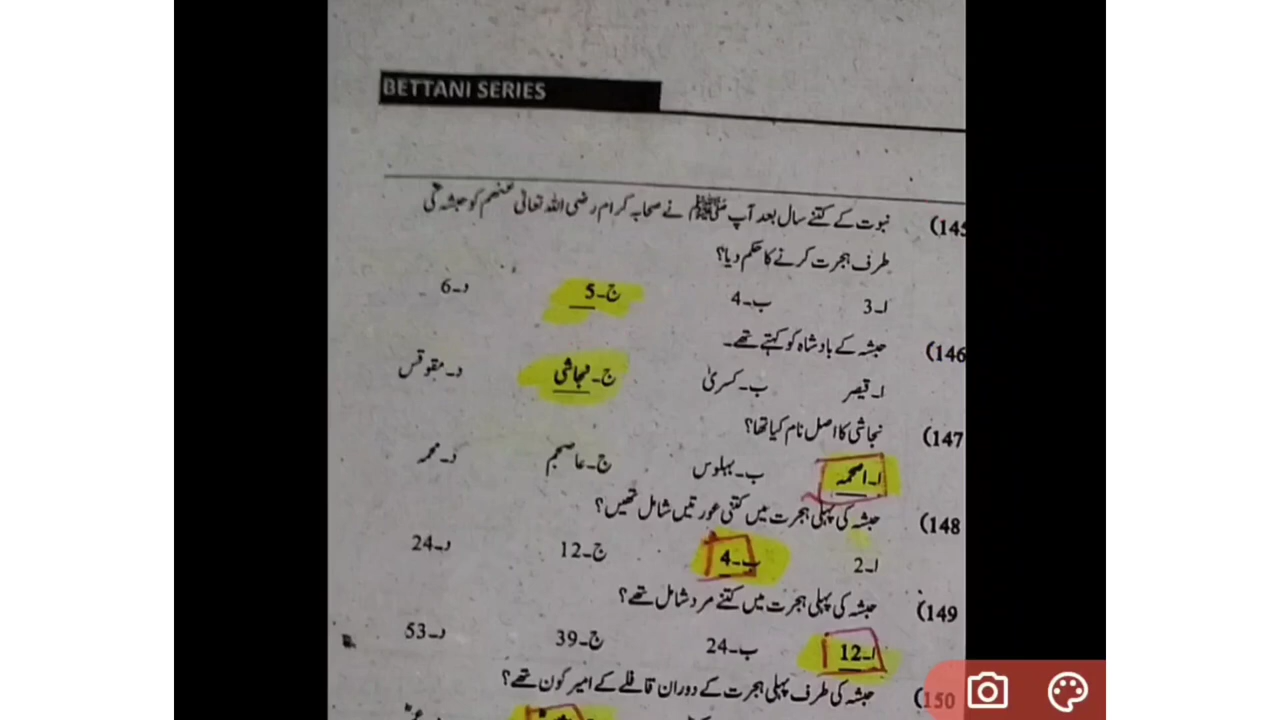 BETTANI SERIES
(145 نبوت کے کتنے سال بعد آپ ﷺ نے صحابہ کرام رضی اللہ تعالیٰ عنھم کو حبشہ کی
طرف ہجرت کرنے کا حکم دیا؟
ا۔3 ب۔4 ج۔5 د۔6
(146 حبشہ کے بادشاہ کو کہتے تھے۔
ا۔قیصر ب۔کسریٰ ج۔نجاشی د۔مقوقس
(147 نجاشی کا اصل نام کیا تھا؟
ا۔اصحمہ ب۔بہلوس ج۔عاصحم د۔محمر
(148 حبشہ کی پہلی ہجرت میں کتنی عورتیں شامل تھیں؟
ا۔2 ب۔4 ج۔12 د۔24
(149 حبشہ کی پہلی ہجرت میں کتنے مرد شامل تھے؟
ا۔12 ب۔24 ج۔39 د۔53
(150 حبشہ کی طرف پہلی ہجرت کے دوران قافلے کے امیر کون تھے؟